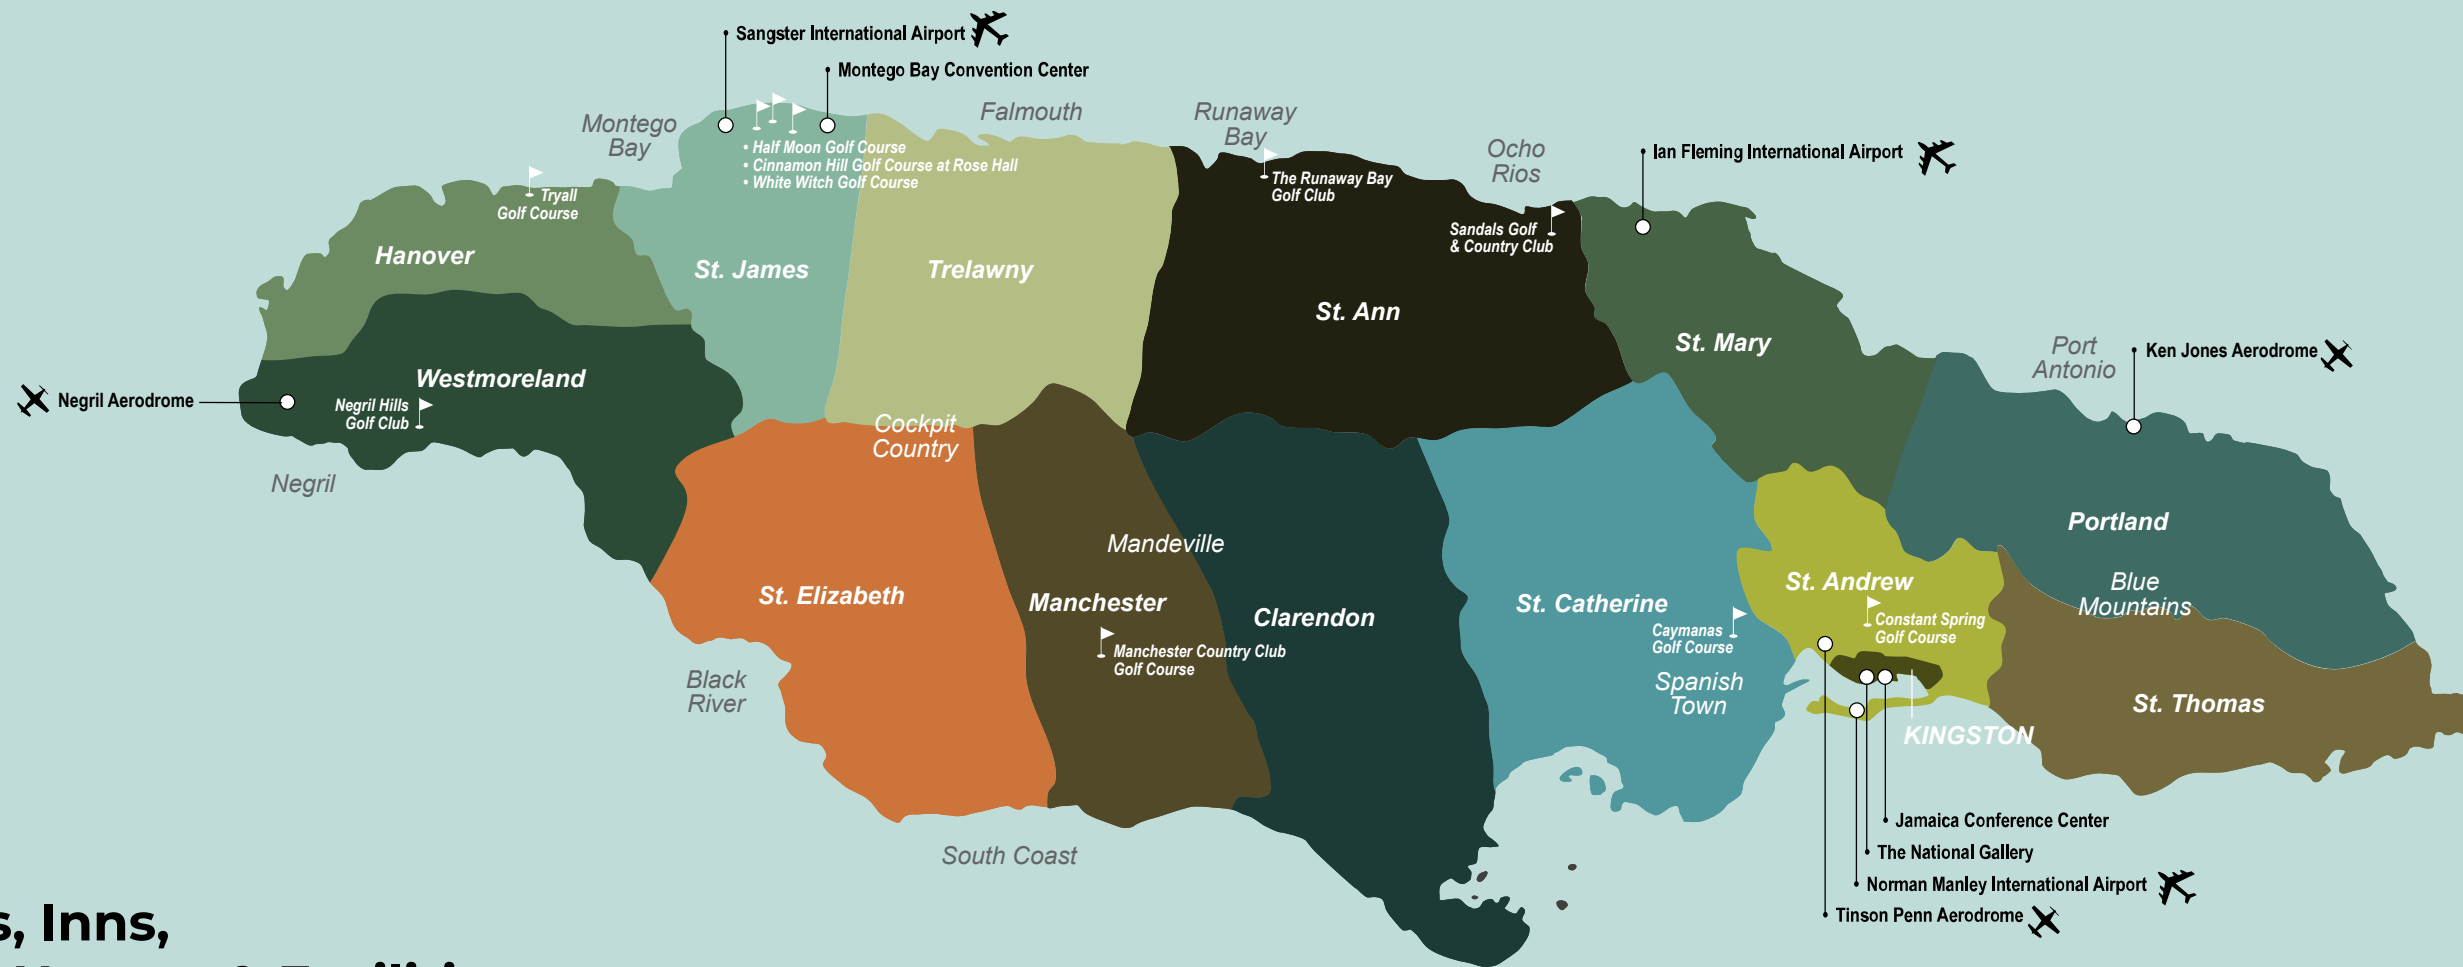 Sangster International Airport
Montego Bay Convention Center
Montego
Bay
Falmouth
Runaway
Bay
Ocho
Rios
Ian Fleming International Airport
• Half Moon Golf Course
• Cinnamon Hill Golf Course at Rose Hall
• White Witch Golf Course
Tryall
Golf Course
The Runaway Bay
Golf Club
Sandals Golf
& Country Club
Hanover
St. James
Trelawny
St. Ann
St. Mary
Port
Antonio
Ken Jones Aerodrome
Westmoreland
Negril Aerodrome
Negril Hills
Golf Club
Negril
Cockpit
Country
Mandeville
Portland
Blue
Mountains
St. Elizabeth
Manchester
Manchester Country Club
Golf Course
Clarendon
St. Catherine
Caymanas
Golf Course
St. Andrew
Constant Spring
Golf Course
Black
River
Spanish
Town
KINGSTON
St. Thomas
South Coast
Jamaica Conference Center
The National Gallery
Norman Manley International Airport
Tinson Penn Aerodrome
s, Inns,